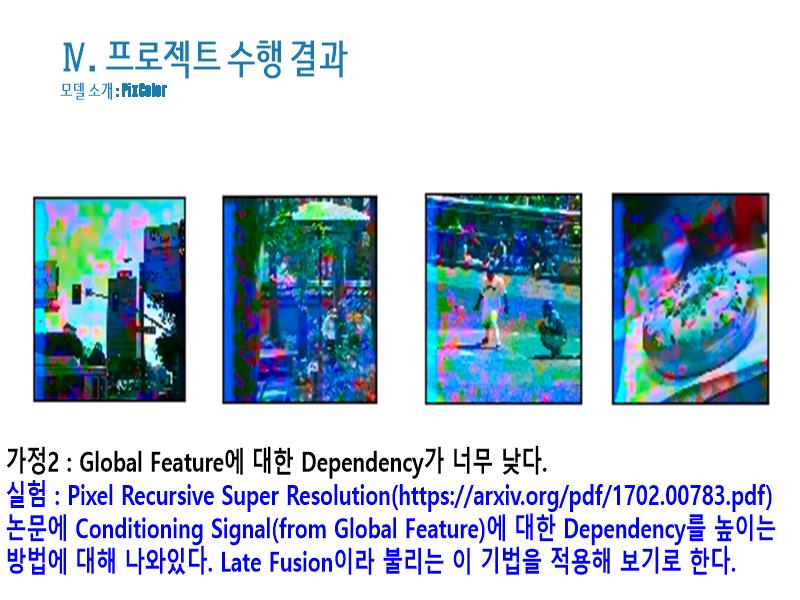 Ⅳ. 프로젝트 수행 결과
모델 소개 : PixColor
가정2 : Global Feature에 대한 Dependency가 너무 낮다.
실험 : Pixel Recursive Super Resolution(https://arxiv.org/pdf/1702.00783.pdf)
논문에 Conditioning Signal(from Global Feature)에 대한 Dependency를 높이는
방법에 대해 나와있다. Late Fusion이라 불리는 이 기법을 적용해 보기로 한다.